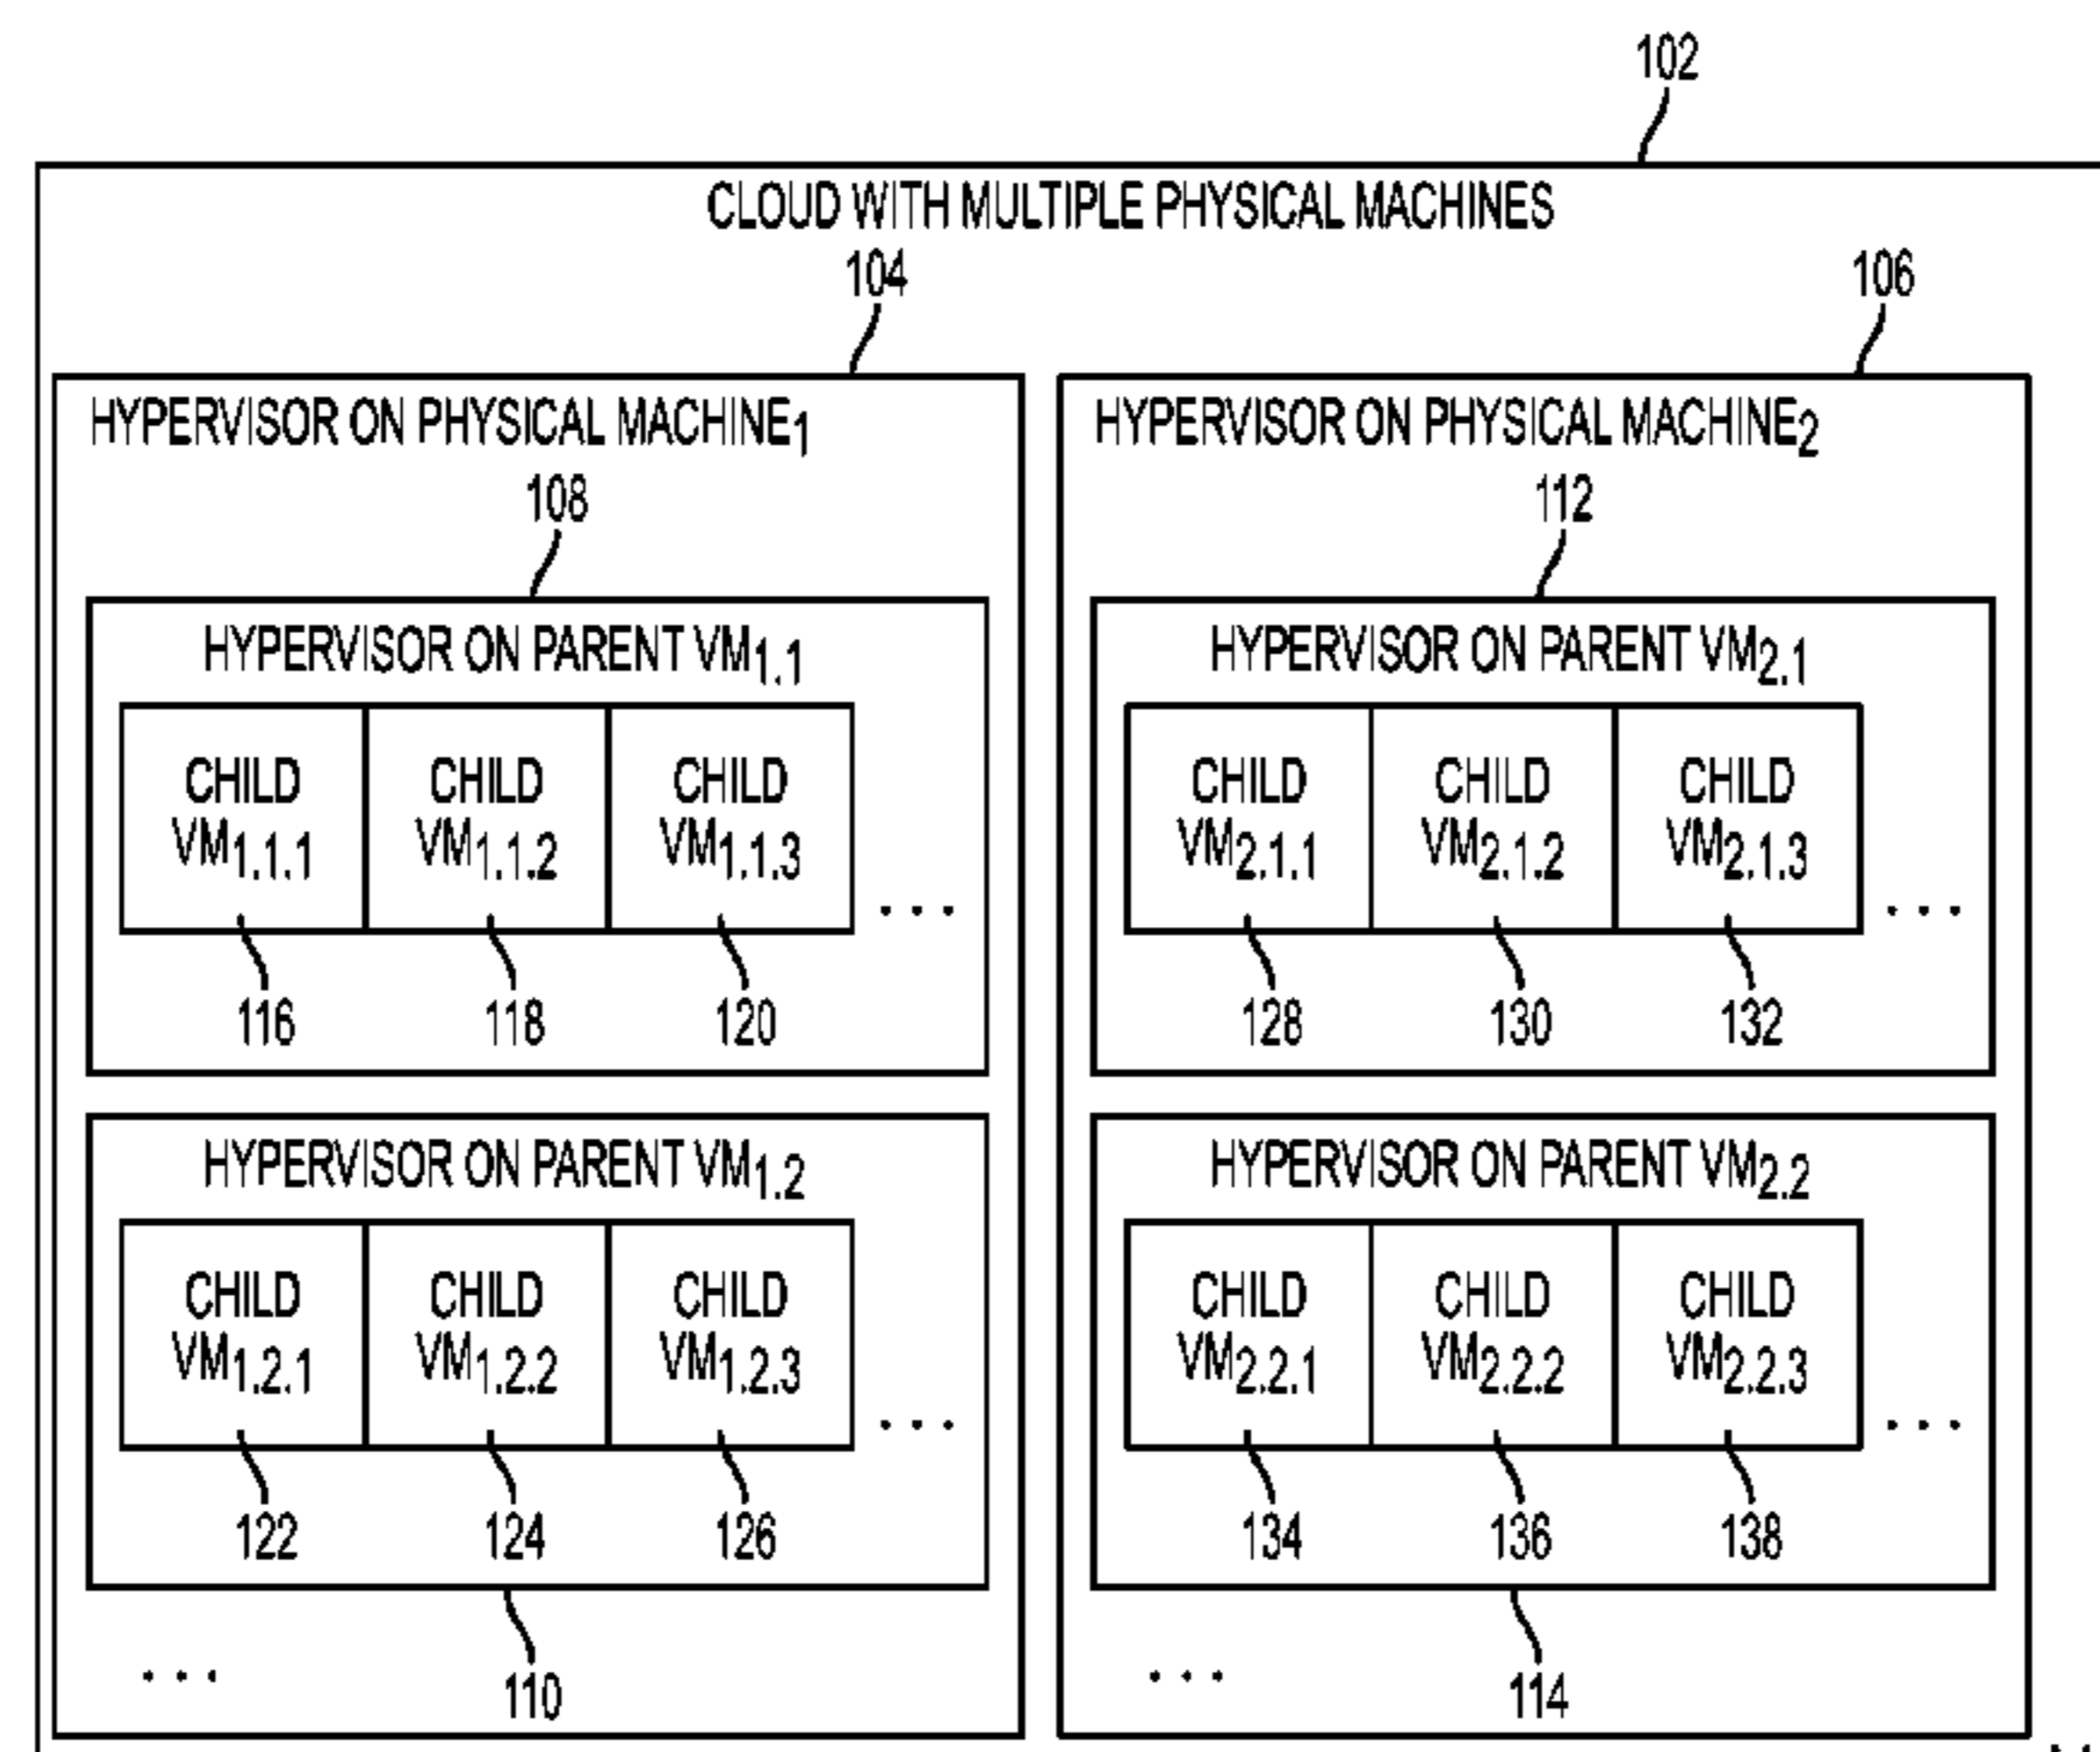 102
CLOUD WITH MULTIPLE PHYSICAL MACHINES
104
106
HYPERVISOR ON PHYSICAL MACHINE1
108
HYPERVISOR ON PARENT VM1.1
CHILD
VM1.1.1
CHILD
VM1.1.2
CHILD
VM1.1.3
...
116
118
120
HYPERVISOR ON PARENT VM1.2
CHILD
VM1.2.1
CHILD
VM1.2.2
CHILD
VM1.2.3
...
122
124
126
110
...
HYPERVISOR ON PHYSICAL MACHINE2
112
HYPERVISOR ON PARENT VM2.1
CHILD
VM2.1.1
CHILD
VM2.1.2
CHILD
VM2.1.3
...
128
130
132
HYPERVISOR ON PARENT VM2.2
CHILD
VM2.2.1
CHILD
VM2.2.2
CHILD
VM2.2.3
...
134
136
138
114
...